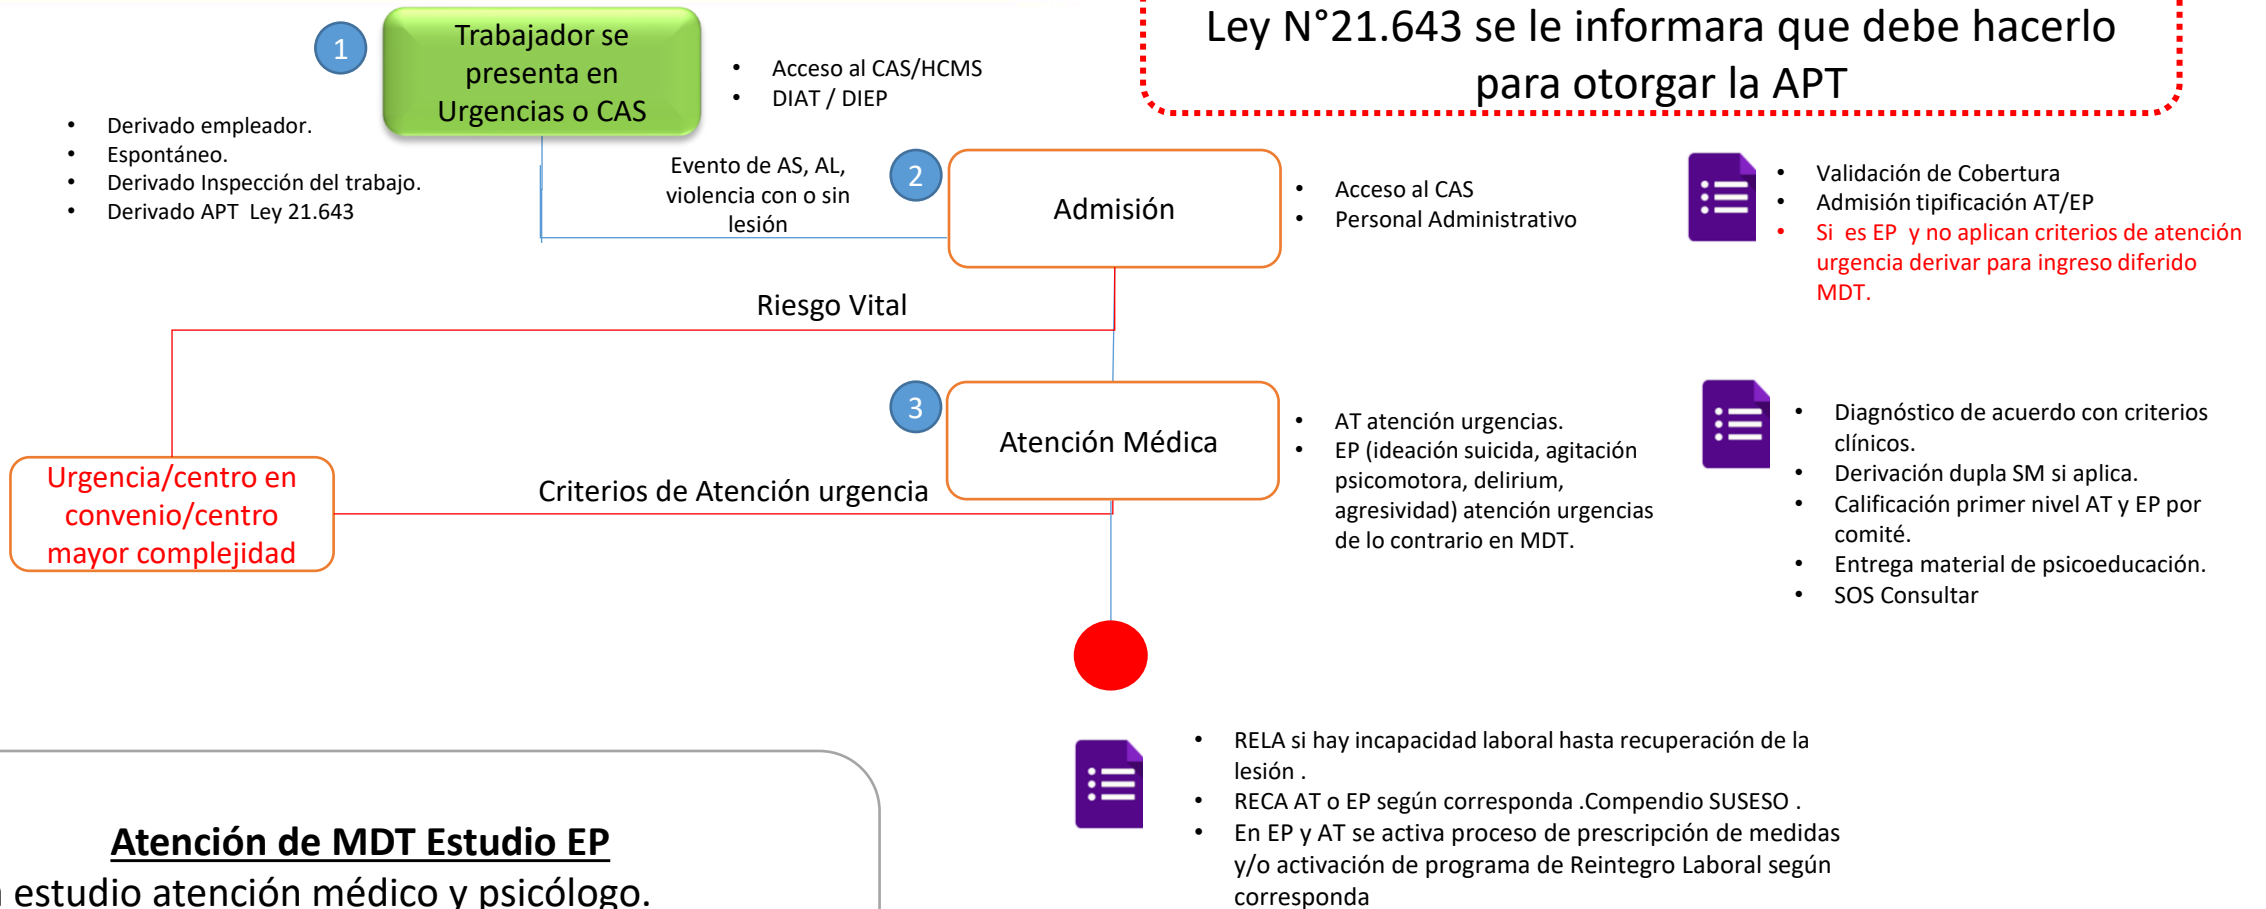 Ley N°21.643 se le informara que debe hacerlo
para otorgar la APT
1
Trabajador se
presenta en
Urgencias o CAS
• Acceso al CAS/HCMS
• DIAT / DIEP
• Derivado empleador.
• Espontáneo.
• Derivado Inspección del trabajo.
• Derivado APT Ley 21.643
Evento de AS, AL,
violencia con o sin
lesión
2
Admisión
• Acceso al CAS
• Personal Administrativo
• Validación de Cobertura
• Admisión tipificación AT/EP
• Si es EP y no aplican criterios de atención
urgencia derivar para ingreso diferido
MDT.
Riesgo Vital
3
Atención Médica
• AT atención urgencias.
• EP (ideación suicida, agitación
psicomotora, delirium,
agresividad) atención urgencias
de lo contrario en MDT.
• Diagnóstico de acuerdo con criterios
clínicos.
• Derivación dupla SM si aplica.
• Calificación primer nivel AT y EP por
comité.
• Entrega material de psicoeducación.
• SOS Consultar
Urgencia/centro en
convenio/centro
mayor complejidad
Criterios de Atención urgencia
• RELA si hay incapacidad laboral hasta recuperación de la
lesión .
• RECA AT o EP según corresponda .Compendio SUSESO .
• En EP y AT se activa proceso de prescripción de medidas
y/o activación de programa de Reintegro Laboral según
corresponda
Atención de MDT Estudio EP
estudio atención médico y psicólogo.